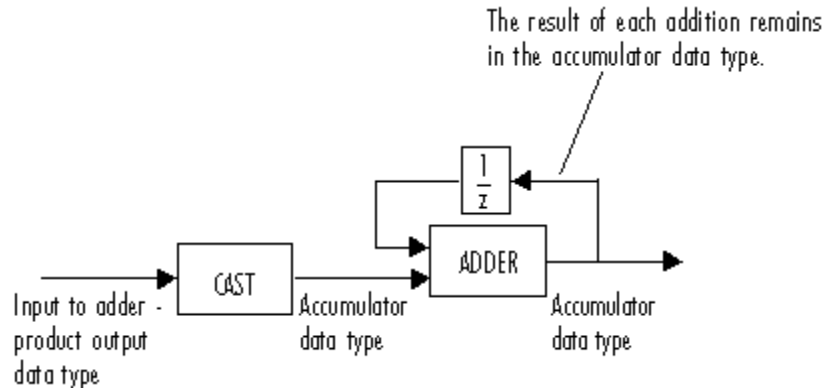 The result of each addition remains
in the accumulator data type.
1
z
CAST
ADDER
Input to adder -
product output
data type
Accumulator
data type
Accumulator
data type